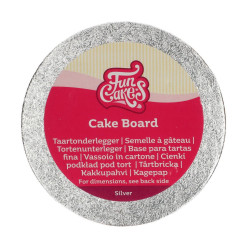 Fun
Cakes
Cake Board
Taartonderlegger | Semelle à gâteau |
Tortenunterleger | Base para tartas
fina | Vassoio in cartone | Cienki
podkład pod tort | Tårtbricka |
Kakkupahvi | Kagepap
For dimensions, see back side
Silver